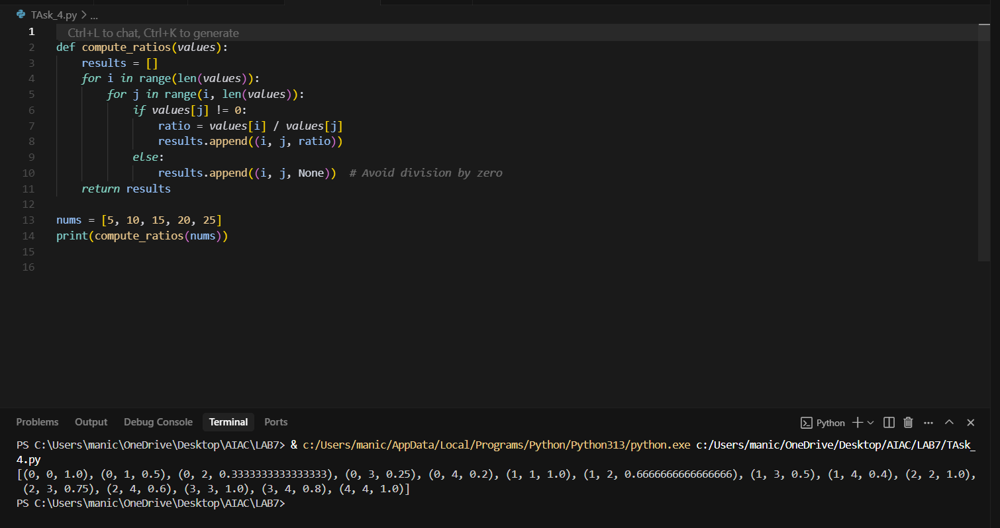 TAsk_4.py > ...
1 Ctrl+L to chat, Ctrl+K to generate
2 def compute_ratios(values):
3     results = []
4     for i in range(len(values)):
5         for j in range(i, len(values)):
6             if values[j] != 0:
7                 ratio = values[i] / values[j]
8                 results.append((i, j, ratio))
9             else:
10                 results.append((i, j, None))  # Avoid division by zero
11     return results
12
13 nums = [5, 10, 15, 20, 25]
14 print(compute_ratios(nums))
15
16
Problems Output Debug Console Terminal Ports Python
PS C:\Users\manic\OneDrive\Desktop\AIAC\LAB7> & c:/Users/manic/AppData/Local/Programs/Python/Python313/python.exe c:/Users/manic/OneDrive/Desktop/AIAC/LAB7/TAsk_
4.py
[(0, 0, 1.0), (0, 1, 0.5), (0, 2, 0.3333333333333333), (0, 3, 0.25), (0, 4, 0.2), (1, 1, 1.0), (1, 2, 0.6666666666666666), (1, 3, 0.5), (1, 4, 0.4), (2, 2, 1.0),
(2, 3, 0.75), (2, 4, 0.6), (3, 3, 1.0), (3, 4, 0.8), (4, 4, 1.0)]
PS C:\Users\manic\OneDrive\Desktop\AIAC\LAB7>